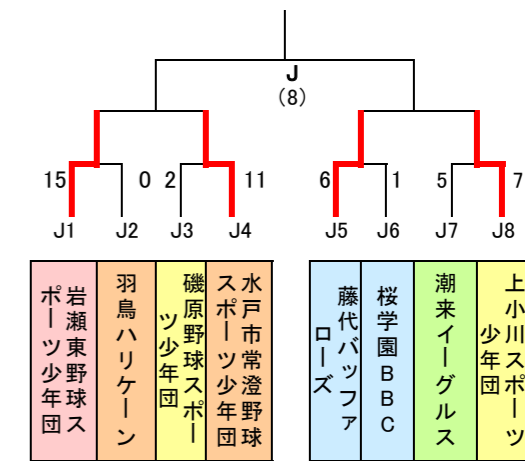 J
(8)
15
0
2
11
6
1
5
7
J1
J2
J3
J4
J5
J6
J7
J8
岩瀬東野球ス
ポーツ少年団
羽鳥ハリケーン
磯原野球スポー
ツ少年団
水戸市常澄野球
スポーツ少年団
藤代バッファ
ローズ
桜学園BBC
潮来イーグルス
上小川スポーツ
少年団